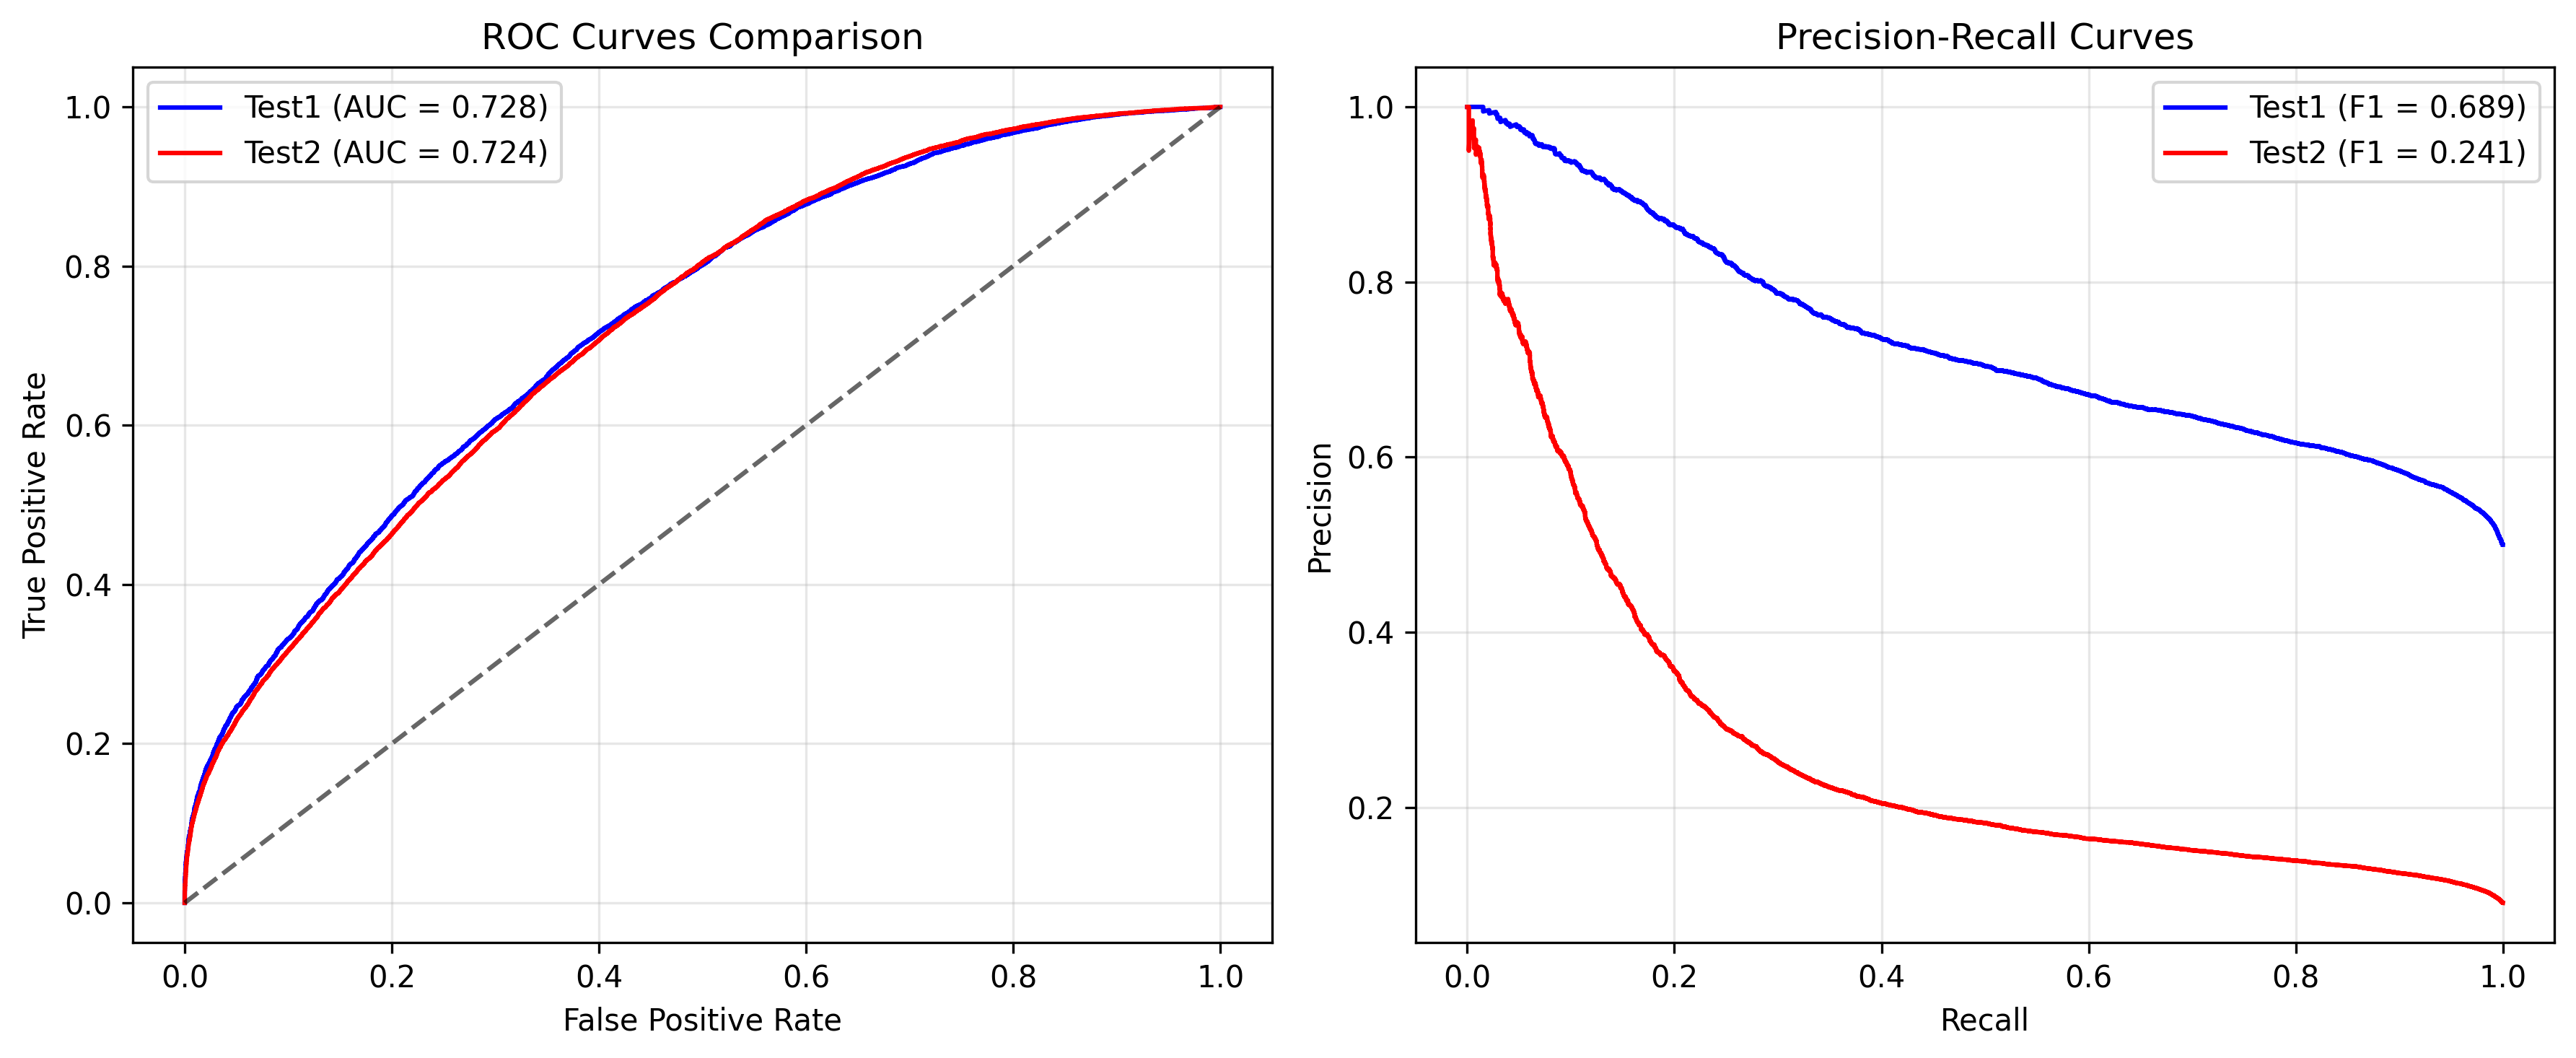 ROC Curves Comparison
Test1 (AUC = 0.728)
Test2 (AUC = 0.724)
True Positive Rate
1.0
0.8
0.6
0.4
0.2
0.0
0.0 0.2 0.4 0.6 0.8 1.0
False Positive Rate
Precision-Recall Curves
Test1 (F1 = 0.689)
Test2 (F1 = 0.241)
Precision
1.0
0.8
0.6
0.4
0.2
0.0 0.2 0.4 0.6 0.8 1.0
Recall